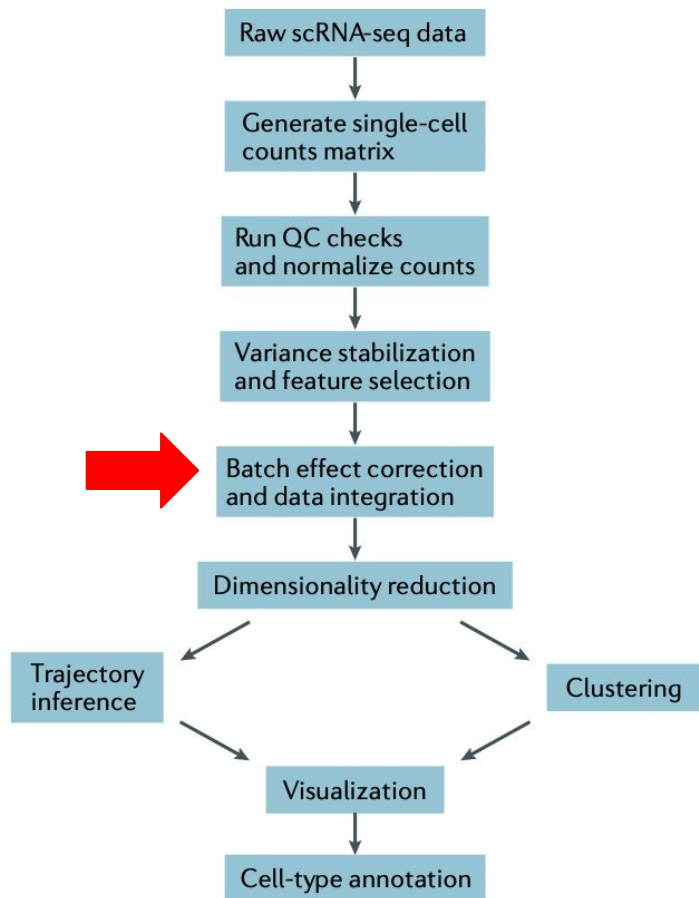 Raw scRNA-seq data
Generate single-cell
counts matrix
Run QC checks
and normalize counts
Variance stabilization
and feature selection
Batch effect correction
and data integration
Dimensionality reduction
Trajectory
inference
Clustering
Visualization
Cell-type annotation